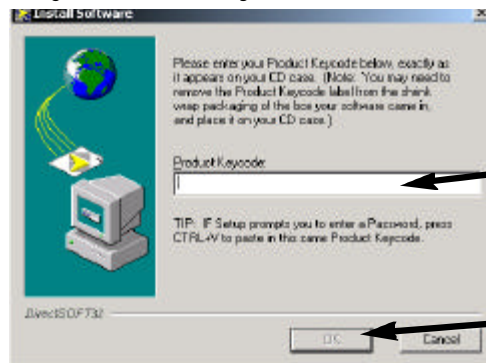 Install Software
Please enter your Product Keycode below, exactly as
it appears on your CD case. (Note: You may need to
remove the Product Keycode label from the shrink
wrap packaging of the box your software came in,
and place it on your CD case.)
Product Keycode:
TIP: IF Setup prompts you to enter a Password, press
CTRL+V to paste in this same Product Keycode.
DirectSOFT32
OK Cancel